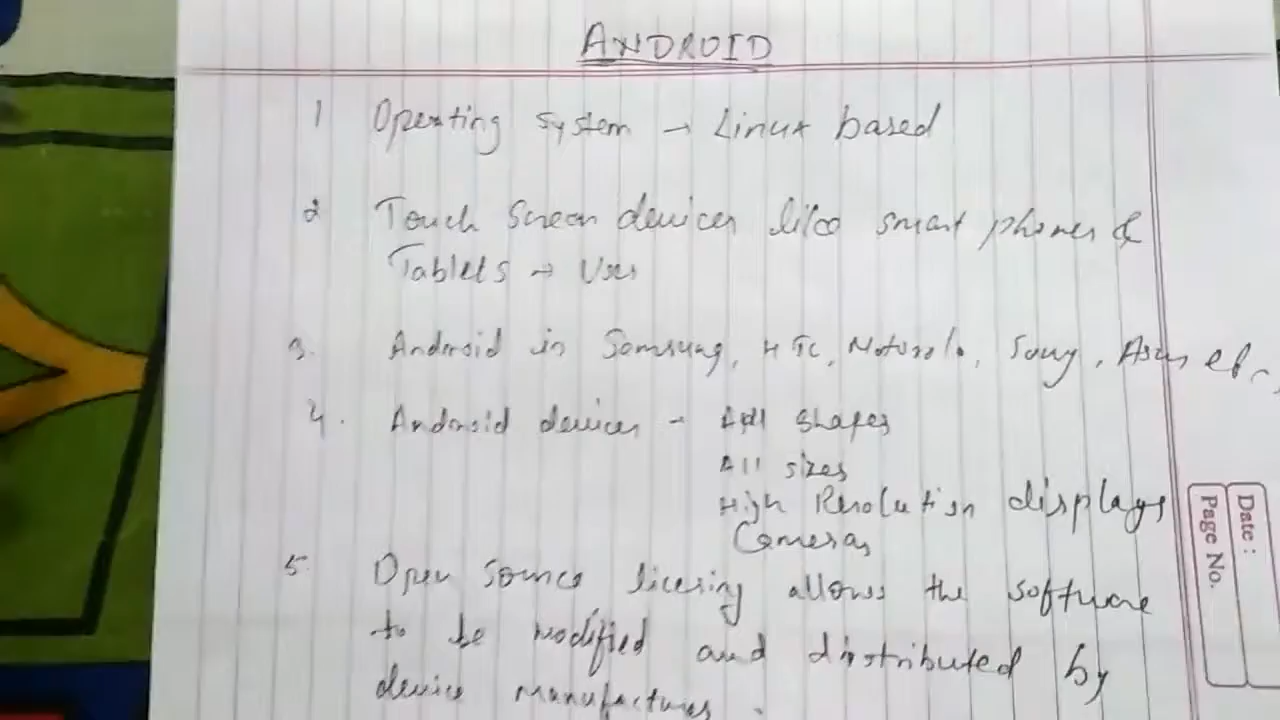 ANDROID
1 Operating system → Linux based
2 Touch Screen devices like smart phones &
Tablets → Uses
3. Android in Samsung, HTC, Motorola, Sony, Asus etc,
4. Android devices - All shapes
All sizes
High Resolution displays
Cameras
5. Open source licesing allows the software
to be modified and distributed by
device manufactures.
Date :
Page No.